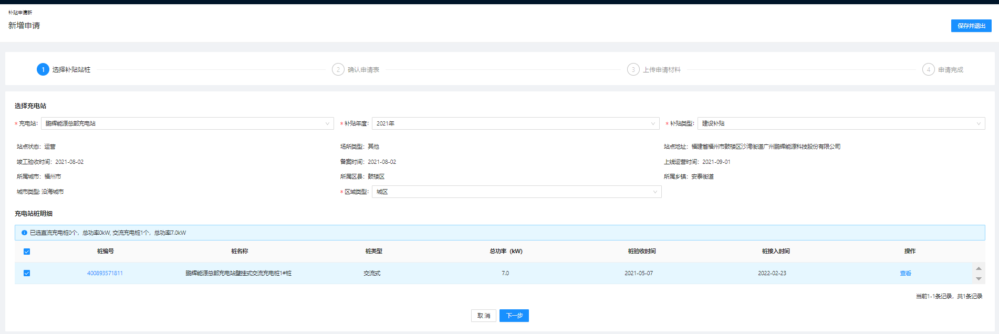 补贴申请新
新增申请
保存并退出
1 选择补贴站桩
2 确认申请表
3 上传申请材料
4 申请完成
选择充电站
* 充电站: 鹏辉能源总部充电站
* 补贴年度: 2021年
* 补贴类型: 建设补贴
站点状态: 运营
场所类型: 其他
站点地址: 福建省福州市鼓楼区沙湾街道广州鹏辉能源科技股份有限公司
竣工验收时间: 2021-08-02
备案时间: 2021-08-02
上线运营时间: 2021-09-01
所属城市: 福州市
所属区县: 鼓楼区
所属乡镇: 安泰街道
城市类型: 沿海城市
* 区域类型: 城区
充电站桩明细
已选直流充电桩0个，总功率0kW, 交流充电桩1个，总功率7.0kW
桩编号 桩名称 桩类型 总功率（kW） 桩验收时间 桩接入时间 操作
400893571811 鹏辉能源总部充电站壁挂式交流充电桩1#桩 交流式 7.0 2021-05-07 2022-02-23 查看
当前1-1条记录，共1条记录
取 消
下一步